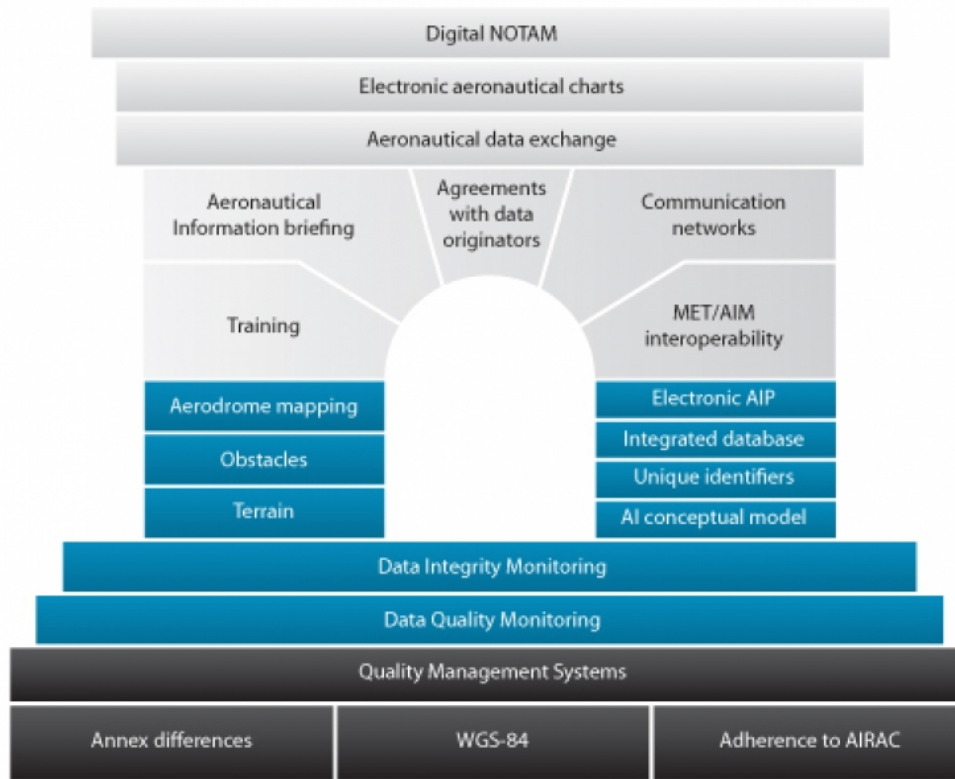 Digital NOTAM
Electronic aeronautical charts
Aeronautical data exchange
Aeronautical
Information briefing
Agreements
with data
originators
Communication
networks
Training
MET/AIM
interoperability
Aerodrome mapping
Obstacles
Terrain
Electronic AIP
Integrated database
Unique identifiers
AI conceptual model
Data Integrity Monitoring
Data Quality Monitoring
Quality Management Systems
Annex differences
WGS-84
Adherence to AIRAC